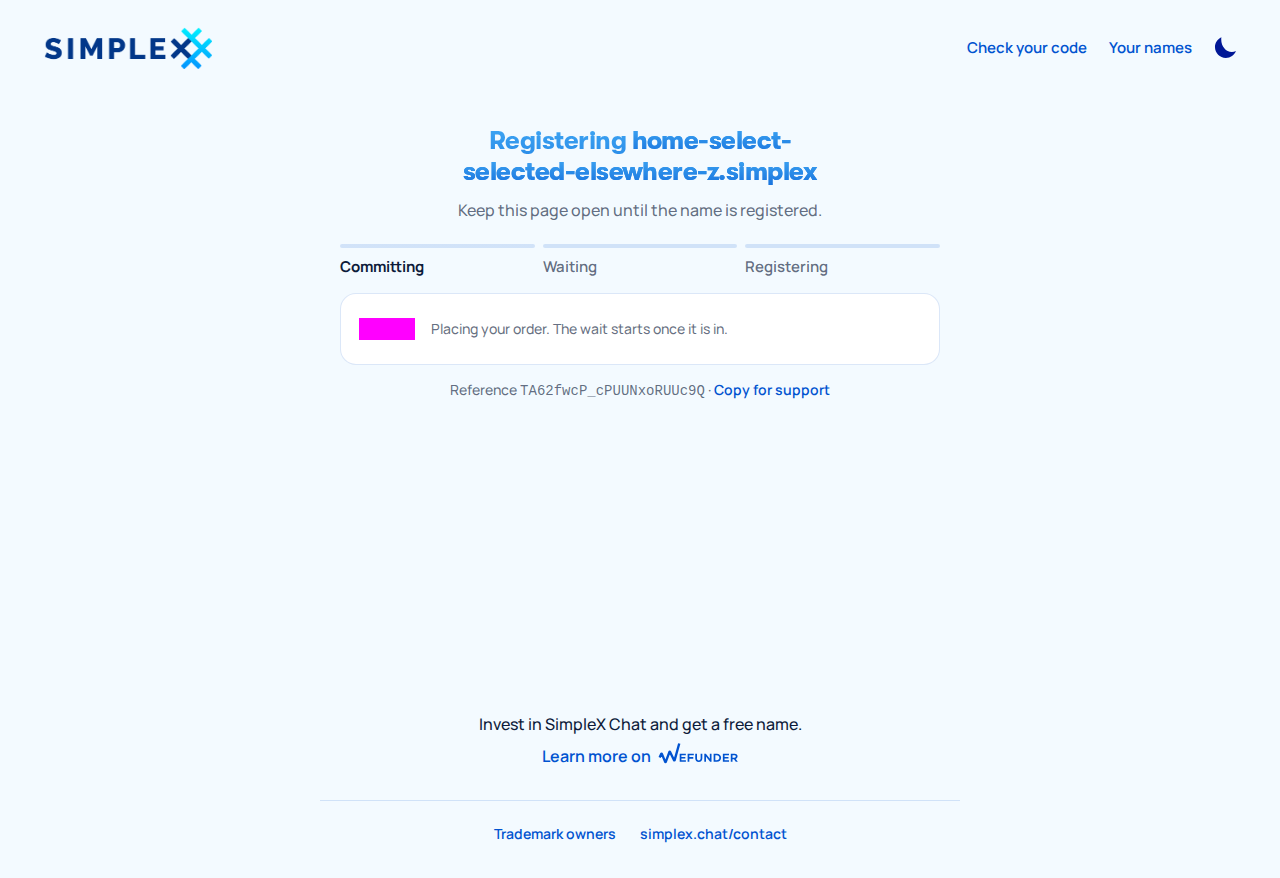 SIMPLEX
Check your code
Your names
Registering home-select-
selected-elsewhere-z.simplex
Keep this page open until the name is registered.
Committing
Waiting
Registering
Placing your order. The wait starts once it is in.
Reference TA62fwcP_cPUUNxoRUUc9Q · Copy for support
Invest in SimpleX Chat and get a free name.
Learn more on WEFUNDER
Trademark owners
simplex.chat/contact